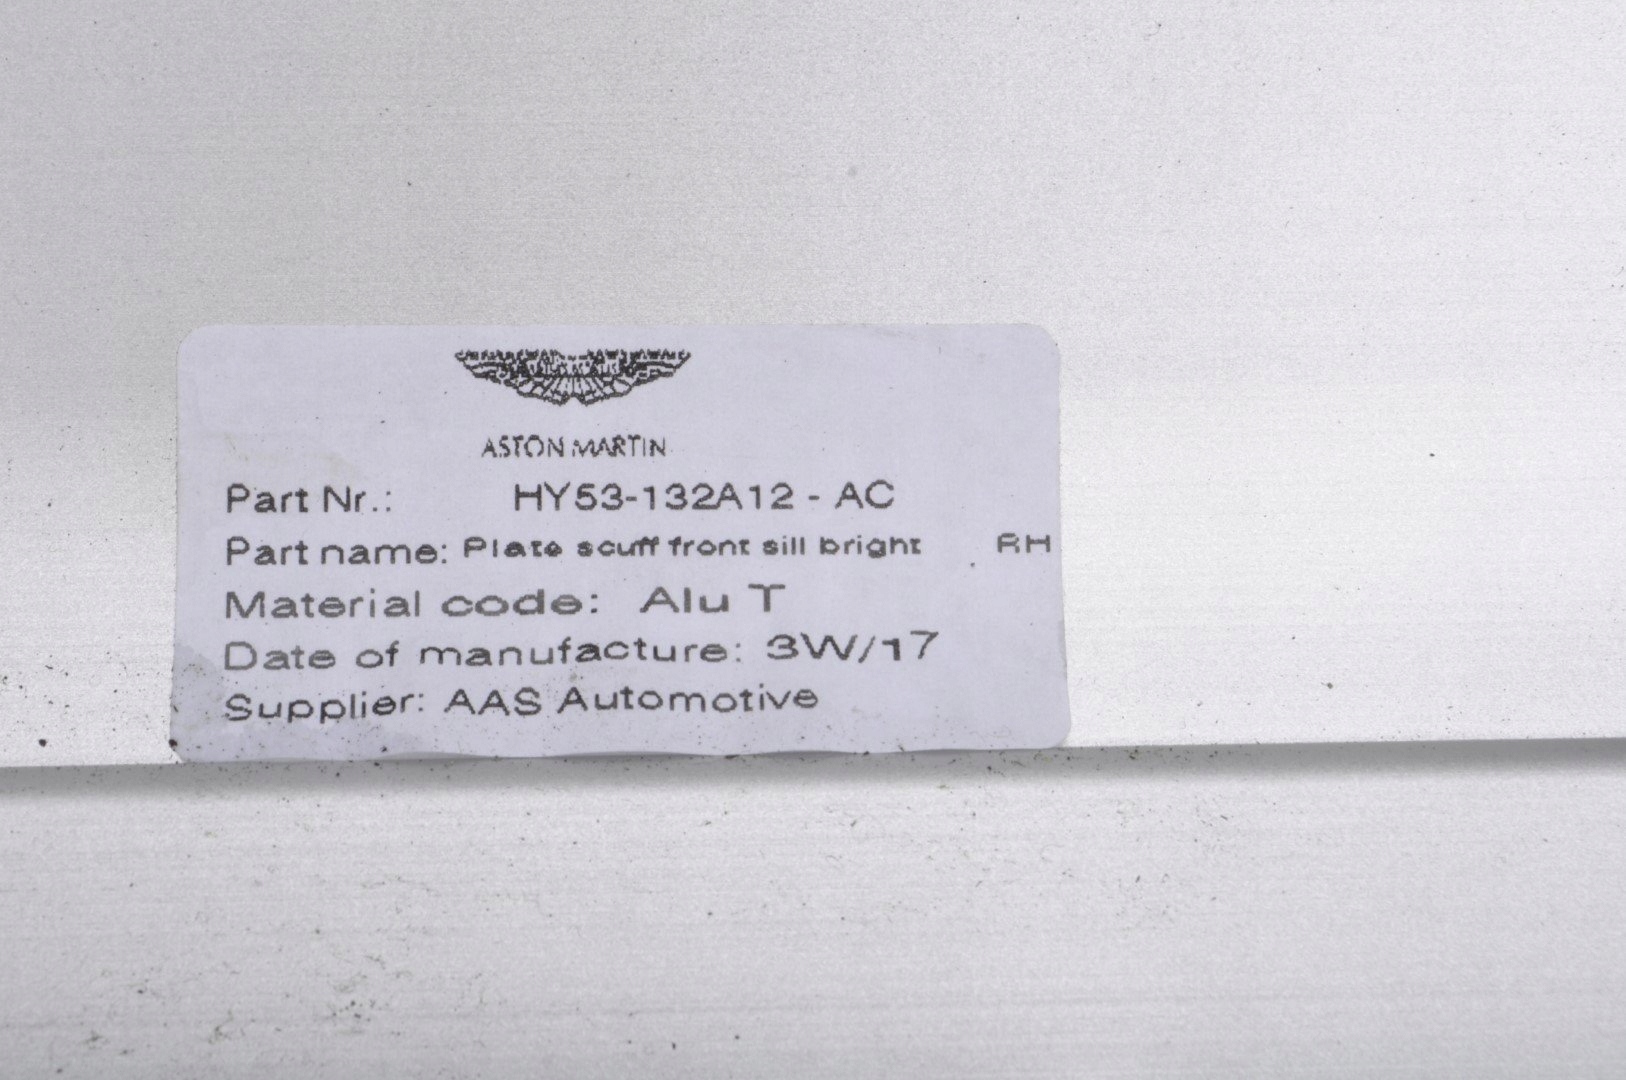 ASTON MARTIN
Part Nr.: HY53-132A12 - AC
Part name: Plate scuff front sill bright RH
Material code: Alu T
Date of manufacture: 3W/17
Supplier: AAS Automotive